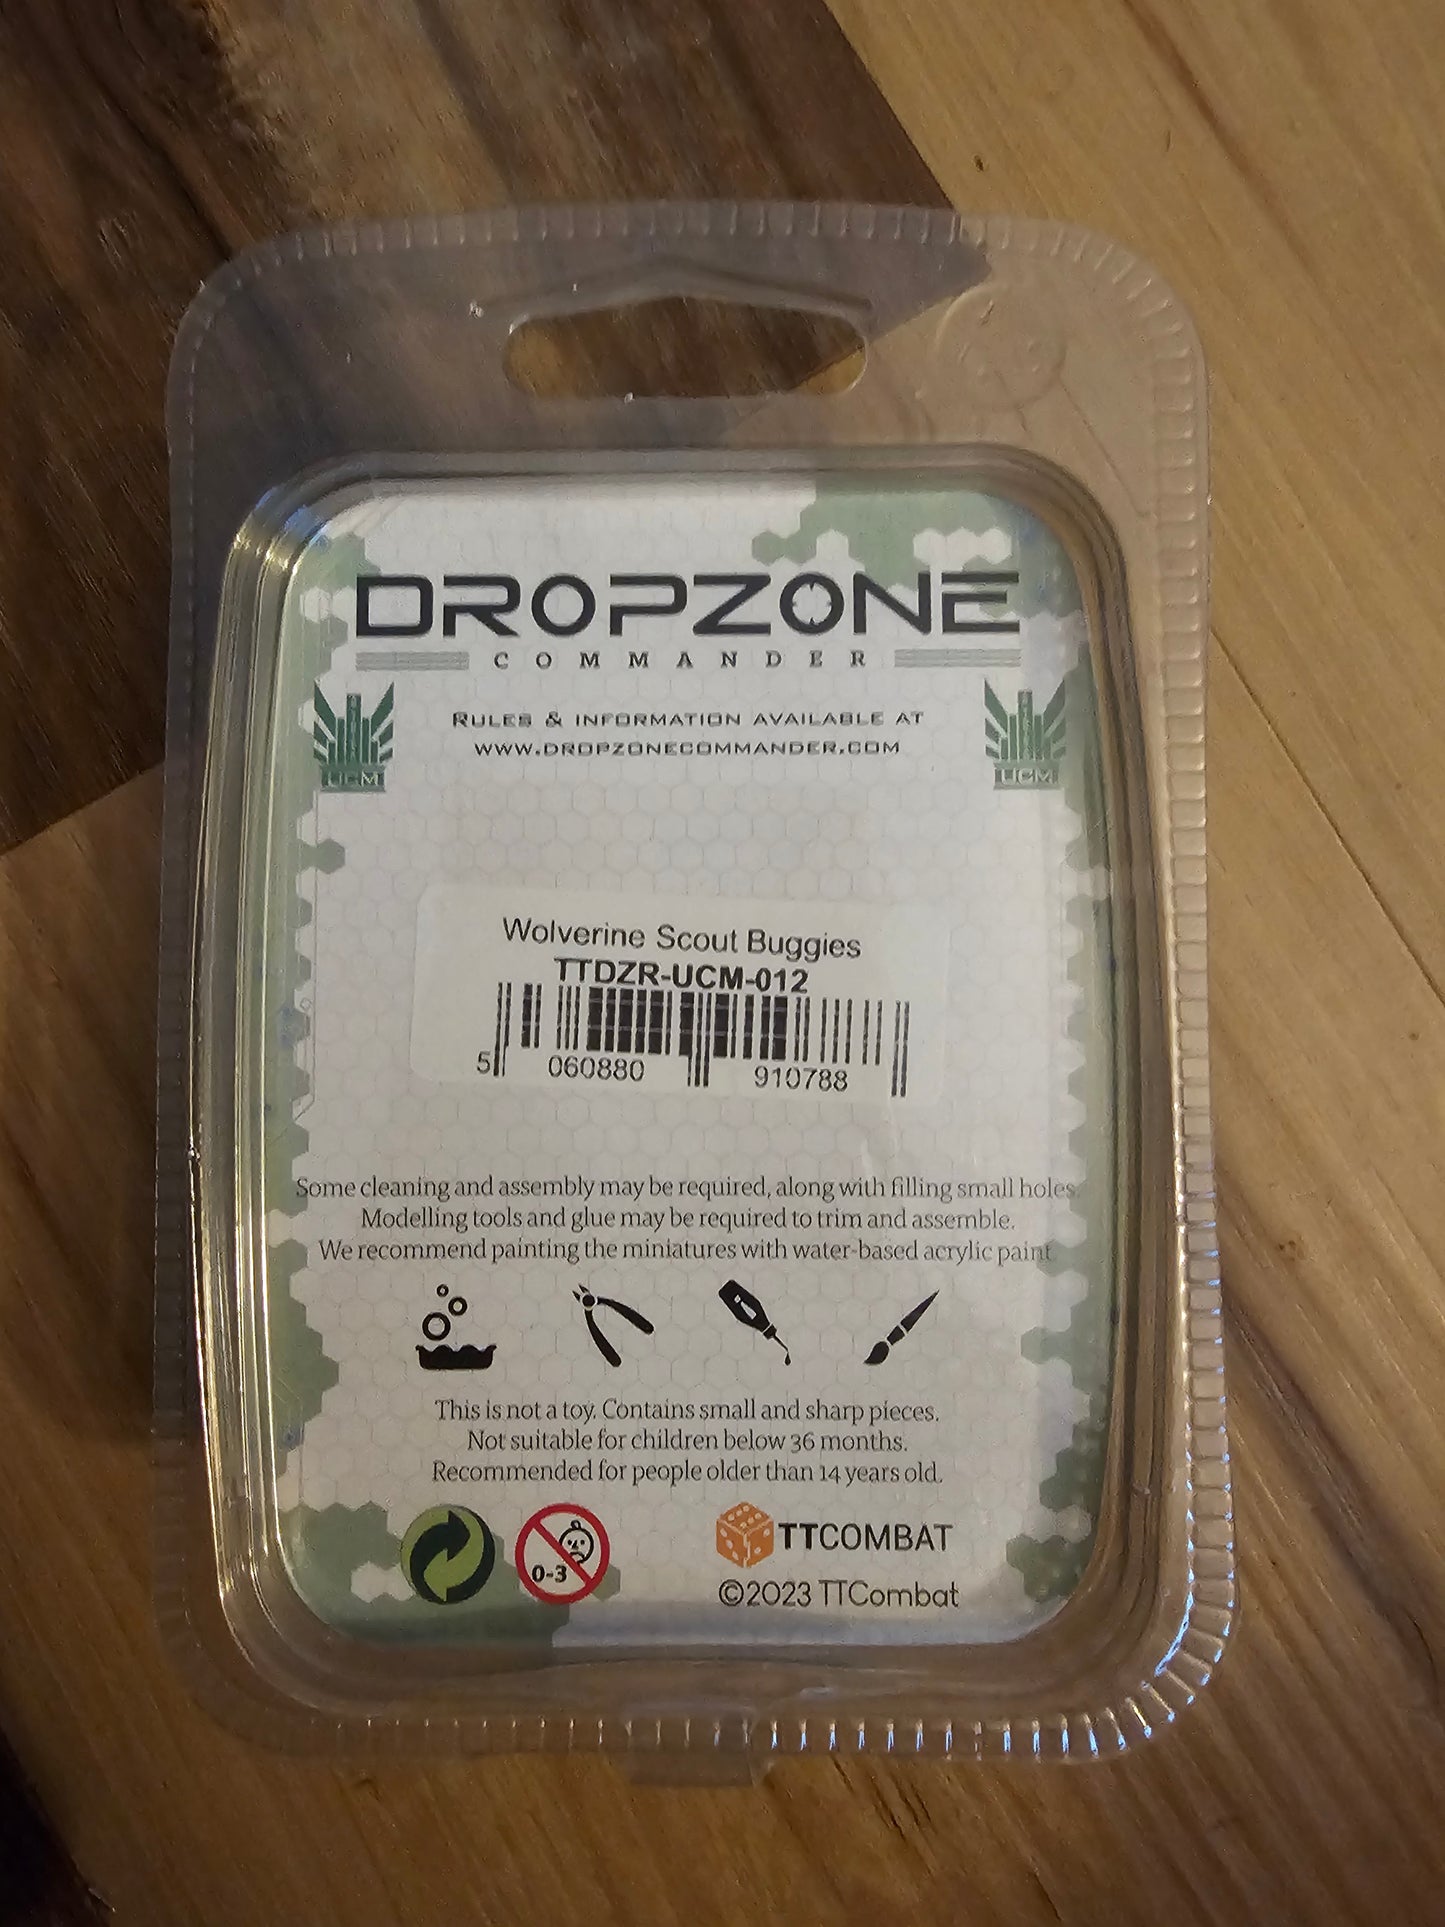 DROPZONE
COMMANDER
UCM
UCM
RULES & INFORMATION AVAILABLE AT
WWW.DROPZONECOMMANDER.COM
Wolverine Scout Buggies
TTDZR-UCM-012
5 060880 910788
Some cleaning and assembly may be required, along with filling small holes.
Modelling tools and glue may be required to trim and assemble.
We recommend painting the miniatures with water-based acrylic paint
This is not a toy. Contains small and sharp pieces.
Not suitable for children below 36 months.
Recommended for people older than 14 years old.
0-3
TTCOMBAT
©2023 TTCombat